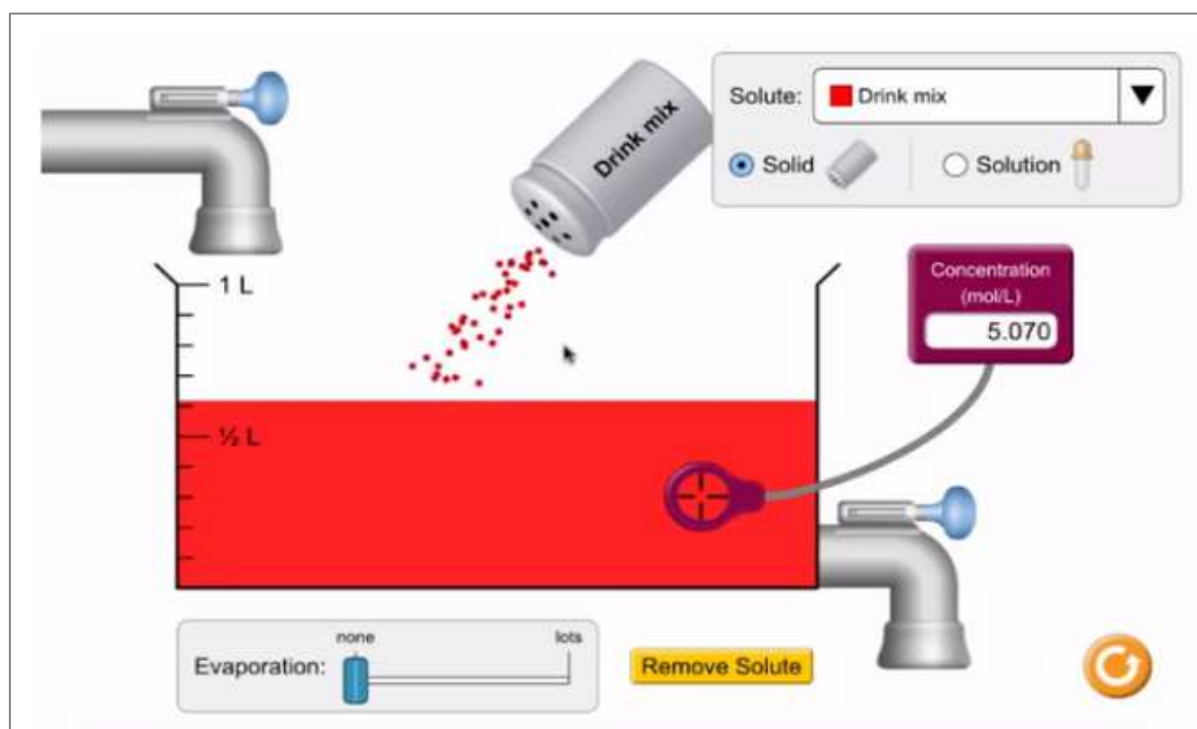 Solute: Drink mix
Solid Solution
Drink mix
Concentration
(mol/L)
5.070
1 L
½ L
none lots
Evaporation:
Remove Solute